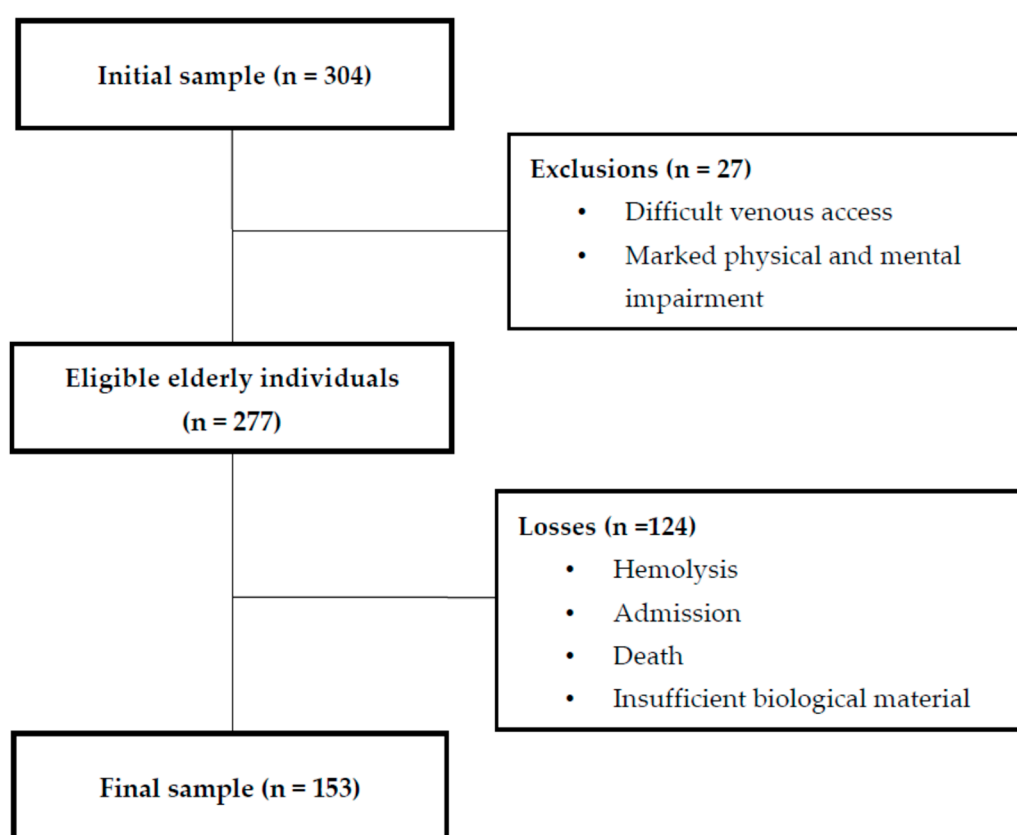 Initial sample (n = 304)
Exclusions (n = 27)
• Difficult venous access
• Marked physical and mental
impairment
Eligible elderly individuals
(n = 277)
Losses (n =124)
• Hemolysis
• Admission
• Death
• Insufficient biological material
Final sample (n = 153)